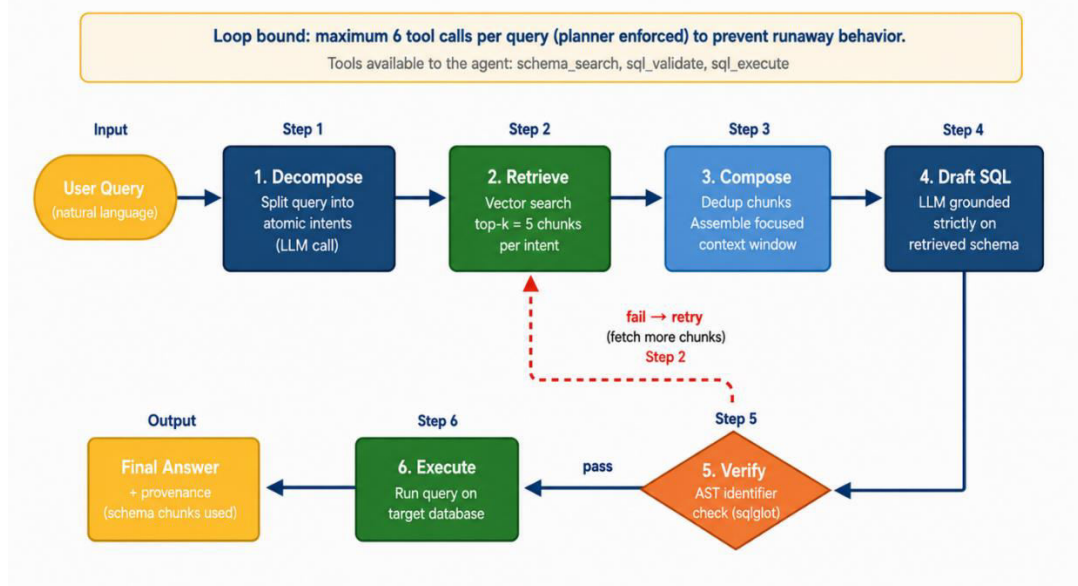 Loop bound: maximum 6 tool calls per query (planner enforced) to prevent runaway behavior.
Tools available to the agent: schema_search, sql_validate, sql_execute
Input
User Query
(natural language)
Step 1
1. Decompose
Split query into
atomic intents
(LLM call)
Step 2
2. Retrieve
Vector search
top-k = 5 chunks
per intent
Step 3
3. Compose
Dedup chunks
Assemble focused
context window
Step 4
4. Draft SQL
LLM grounded
strictly on
retrieved schema
fail → retry
(fetch more chunks)
Step 2
Step 5
5. Verify
AST identifier
check (sqlglot)
pass
Step 6
6. Execute
Run query on
target database
Output
Final Answer
+ provenance
(schema chunks used)